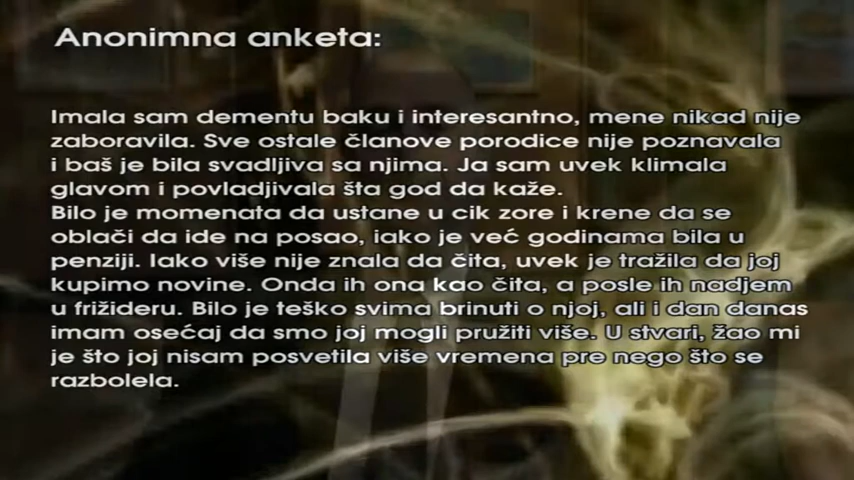 Anonimna anketa:
Imala sam dementu baku i interesantno, mene nikad nije
zaboravila. Sve ostale članove porodice nije poznavala
i baš je bila svadljiva sa njima. Ja sam uvek klimala
glavom i povladjivala šta god da kaže.
Bilo je momenata da ustane u cik zore i krene da se
oblači da ide na posao, iako je već godinama bila u
penziji. Iako više nije znala da čita, uvek je tražila da joj
kupimo novine. Onda ih ona kao čita, a posle ih nadjem
u frižideru. Bilo je teško svima brinuti o njoj, ali i dan danas
imam osećaj da smo joj mogli pružiti više. U stvari, žao mi
je što joj nisam posvetila više vremena pre nego što se
razbolela.